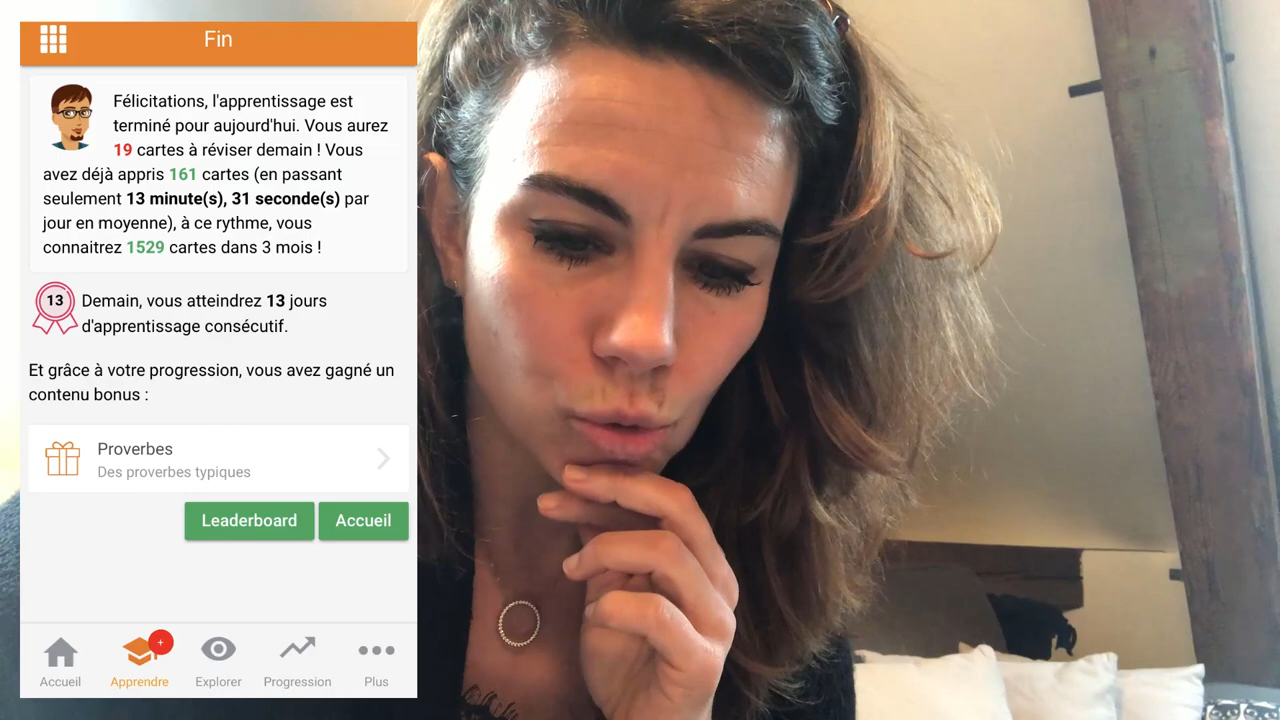 Fin
Félicitations, l'apprentissage est
terminé pour aujourd'hui. Vous aurez
19 cartes à réviser demain ! Vous
avez déjà appris 161 cartes (en passant
seulement 13 minute(s), 31 seconde(s) par
jour en moyenne), à ce rythme, vous
connaitrez 1529 cartes dans 3 mois !
13
Demain, vous atteindrez 13 jours
d'apprentissage consécutif.
Et grâce à votre progression, vous avez gagné un
contenu bonus :
Proverbes
Des proverbes typiques
Leaderboard
Accueil
+
Accueil
Apprendre
Explorer
Progression
Plus